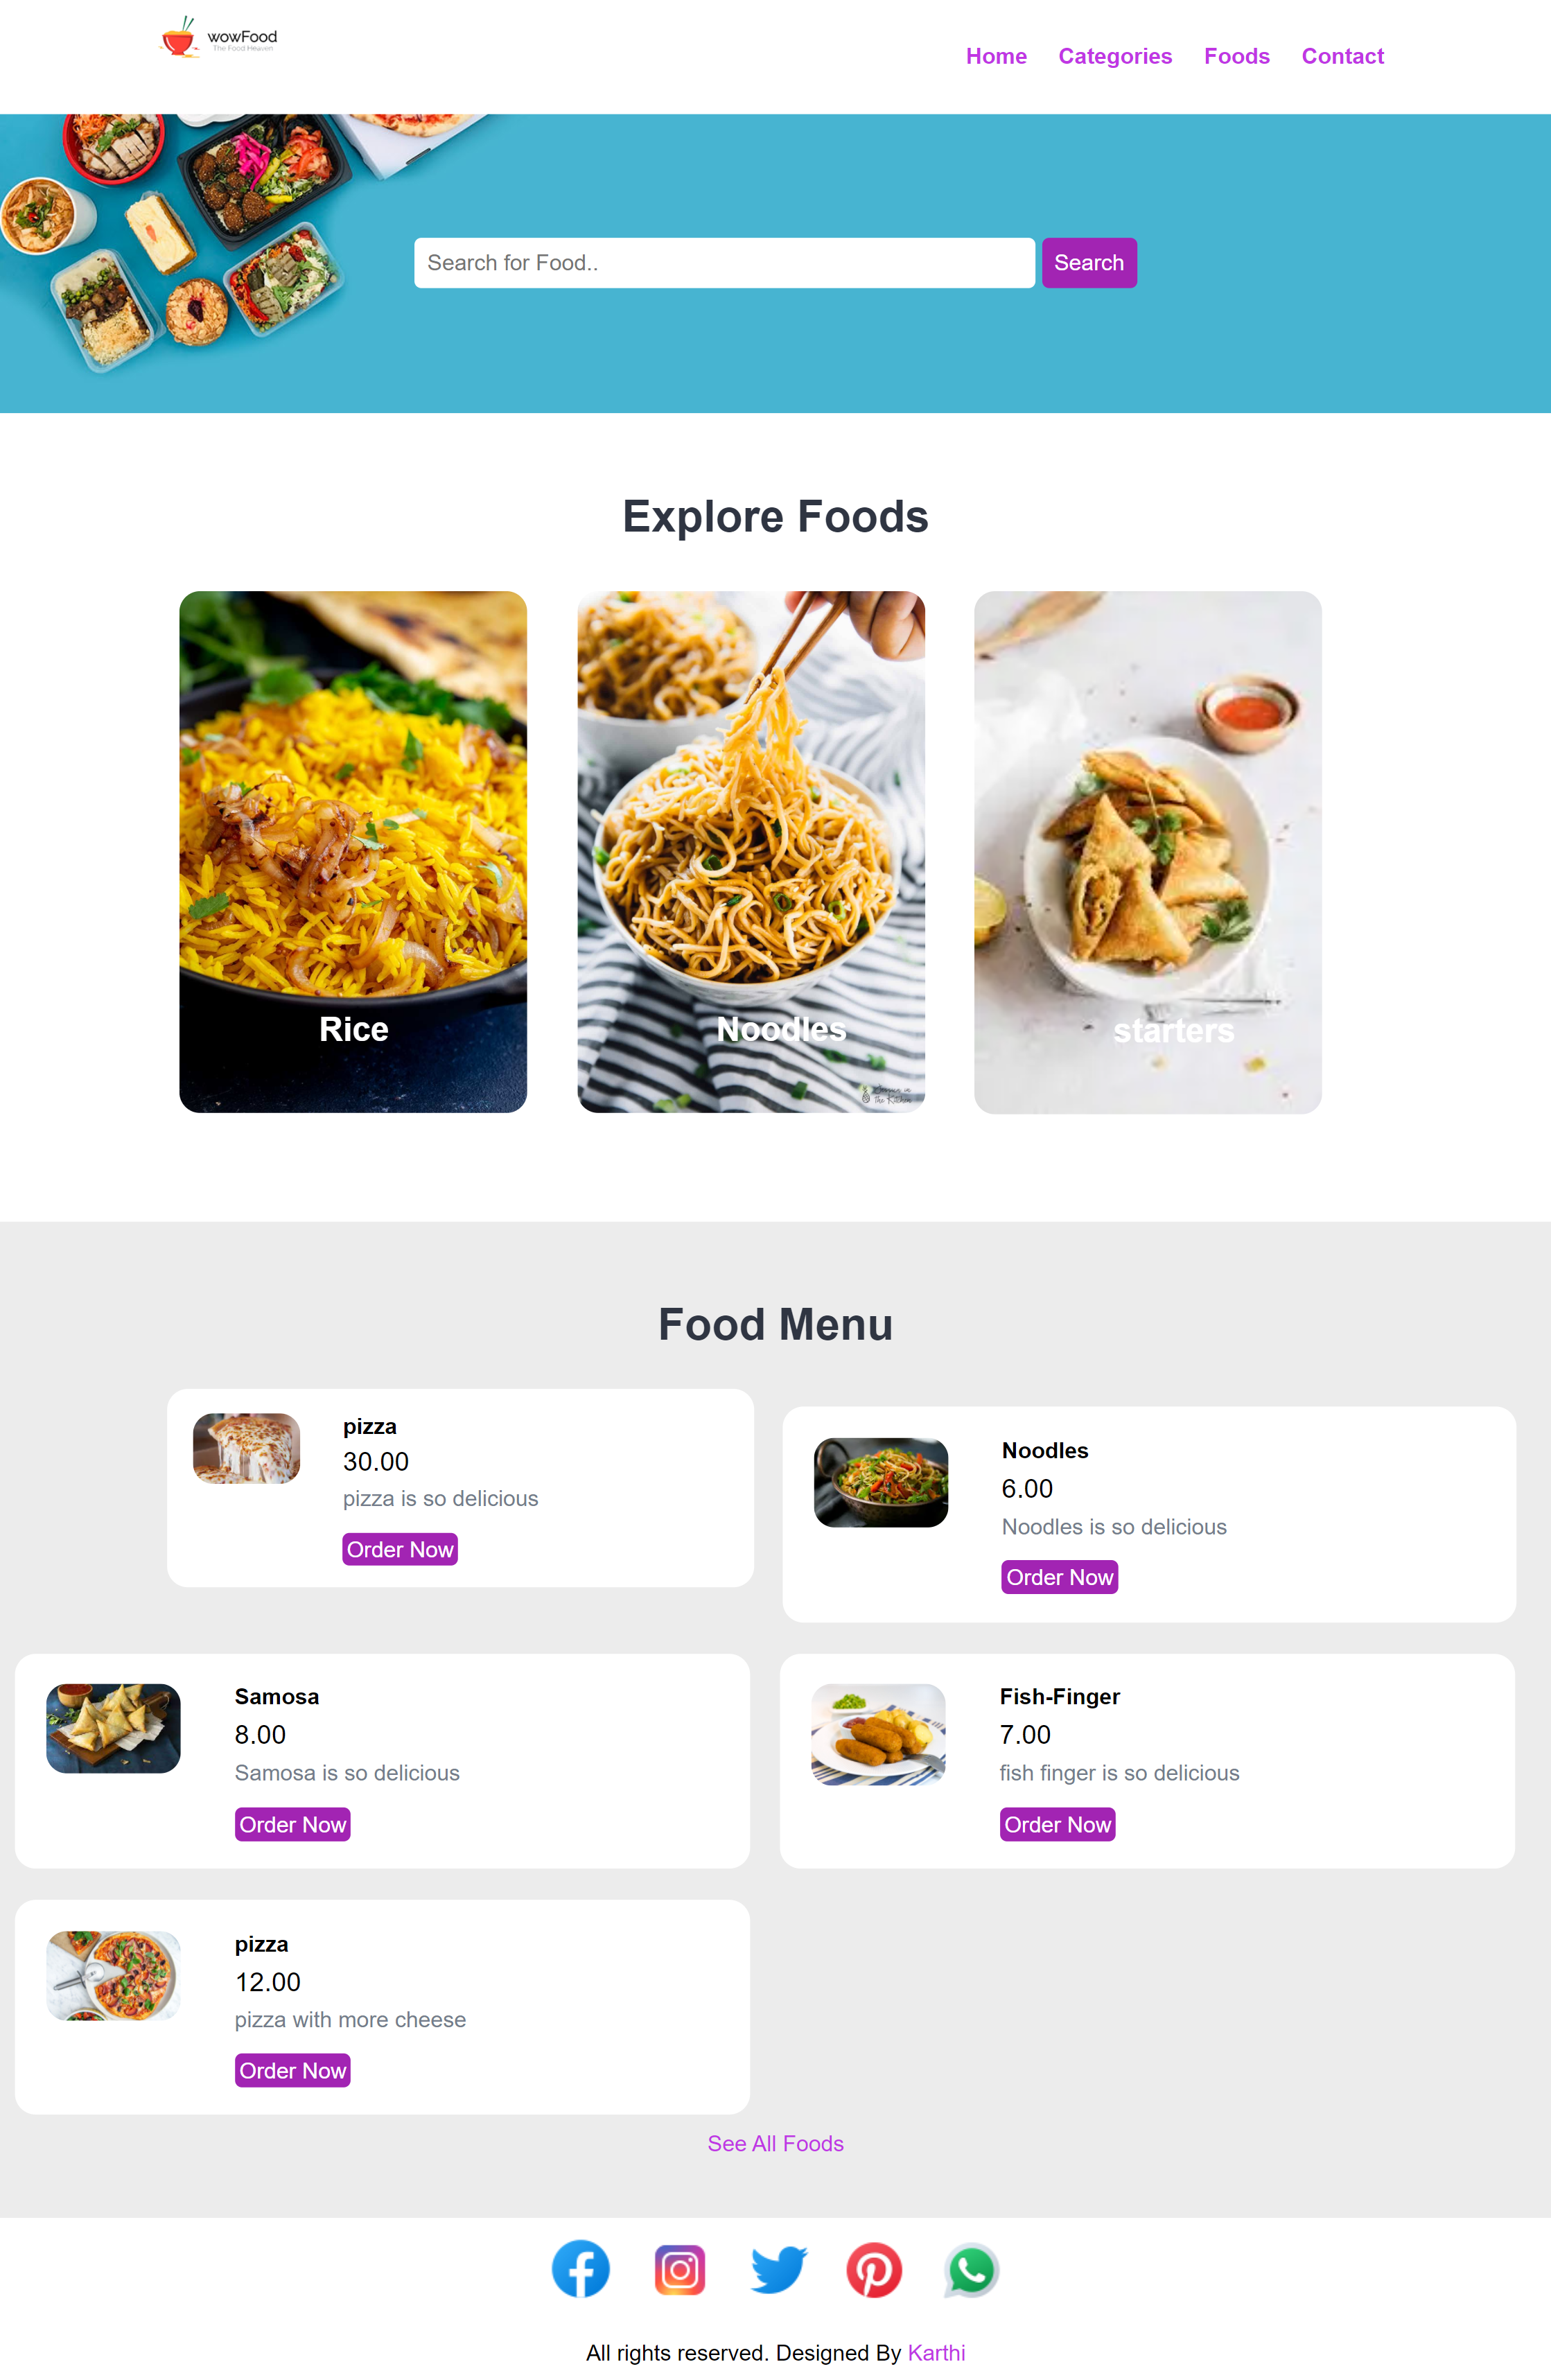 wowFood
The Food Heaven
Home Categories Foods Contact
Search for Food.. Search
Explore Foods
Rice
Noodles
starters
The Kitchen
Food Menu
pizza
30.00
pizza is so delicious
Order Now
Noodles
6.00
Noodles is so delicious
Order Now
Samosa
8.00
Samosa is so delicious
Order Now
Fish-Finger
7.00
fish finger is so delicious
Order Now
pizza
12.00
pizza with more cheese
Order Now
See All Foods
All rights reserved. Designed By Karthi